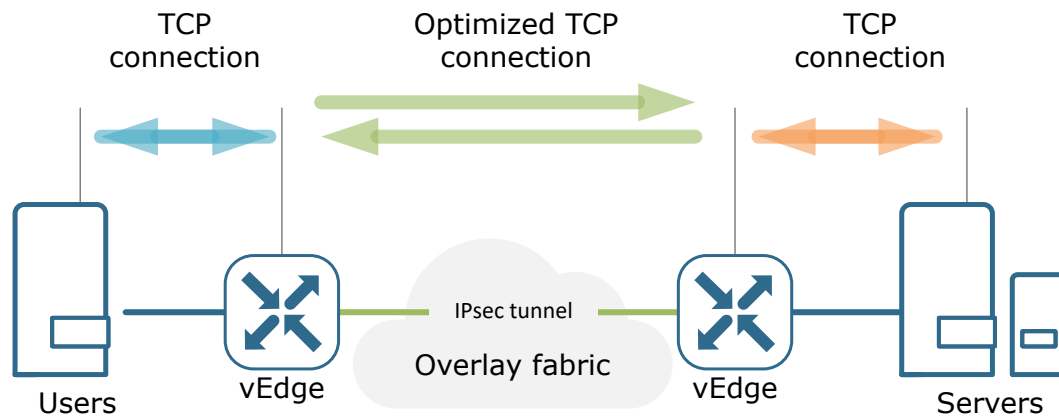 TCP
connection
Optimized TCP
connection
TCP
connection
IPsec tunnel
Overlay fabric
vEdge
vEdge
Users
Servers